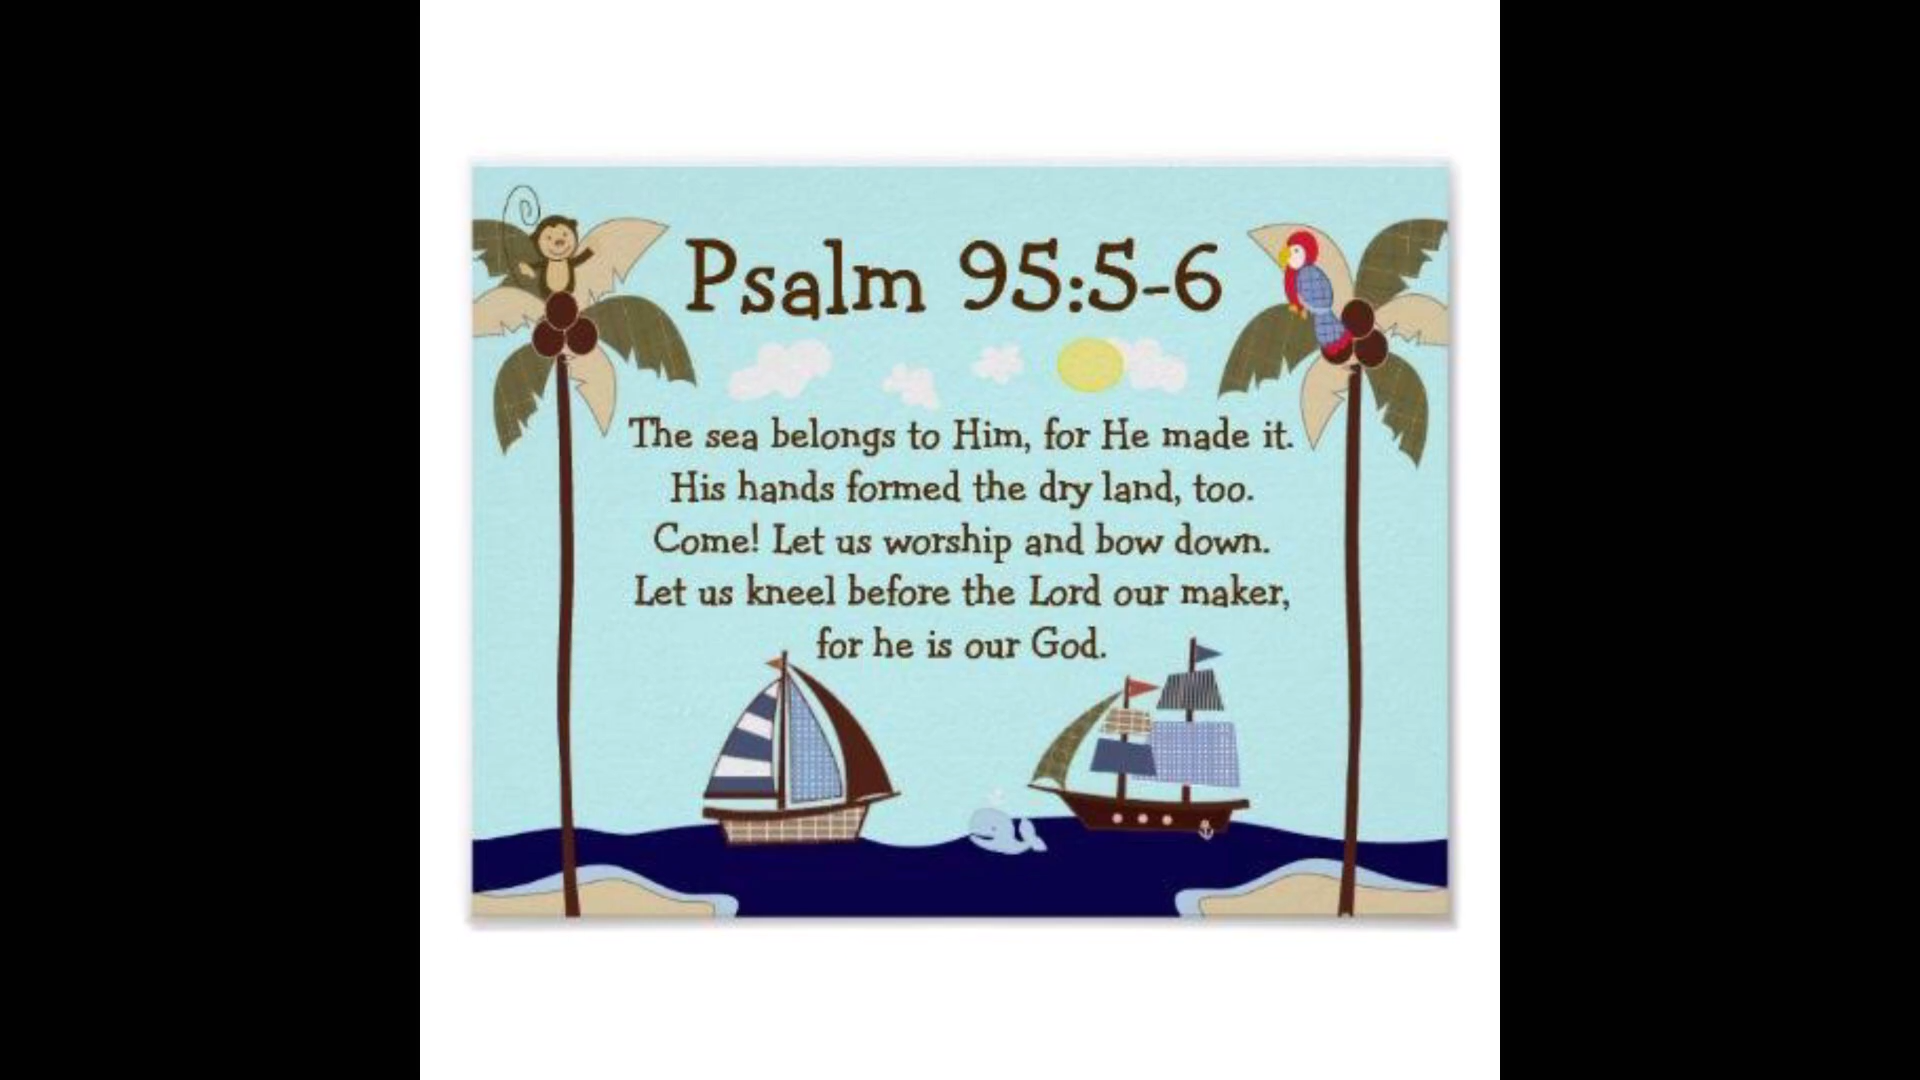 Psalm 95:5-6
The sea belongs to Him, for He made it.
His hands formed the dry land, too.
Come! Let us worship and bow down.
Let us kneel before the Lord our maker,
for he is our God.